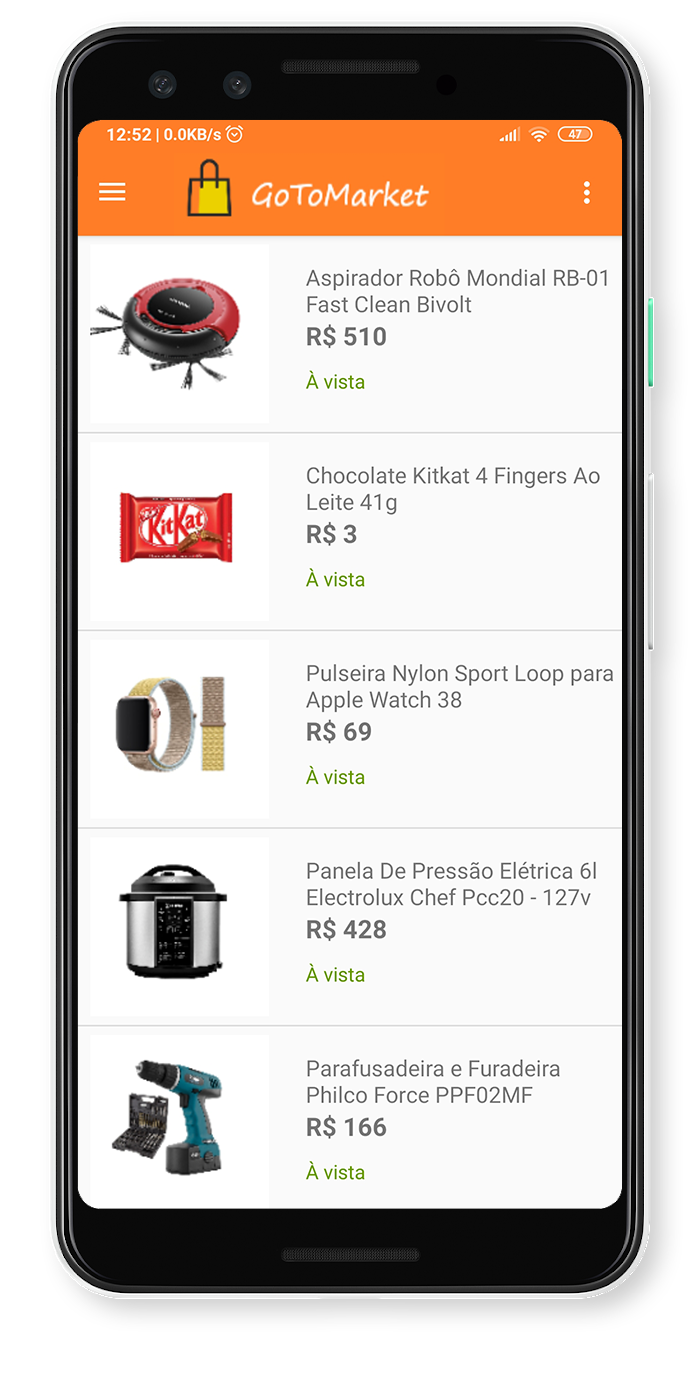 12:52 | 0.0KB/s
47
GoToMarket
Aspirador Robô Mondial RB-01
Fast Clean Bivolt
R$ 510
À vista
KitKat
Chocolate Kitkat 4 Fingers Ao
Leite 41g
R$ 3
À vista
Pulseira Nylon Sport Loop para
Apple Watch 38
R$ 69
À vista
Panela De Pressão Elétrica 6l
Electrolux Chef Pcc20 - 127v
R$ 428
À vista
Parafusadeira e Furadeira
Philco Force PPF02MF
R$ 166
À vista